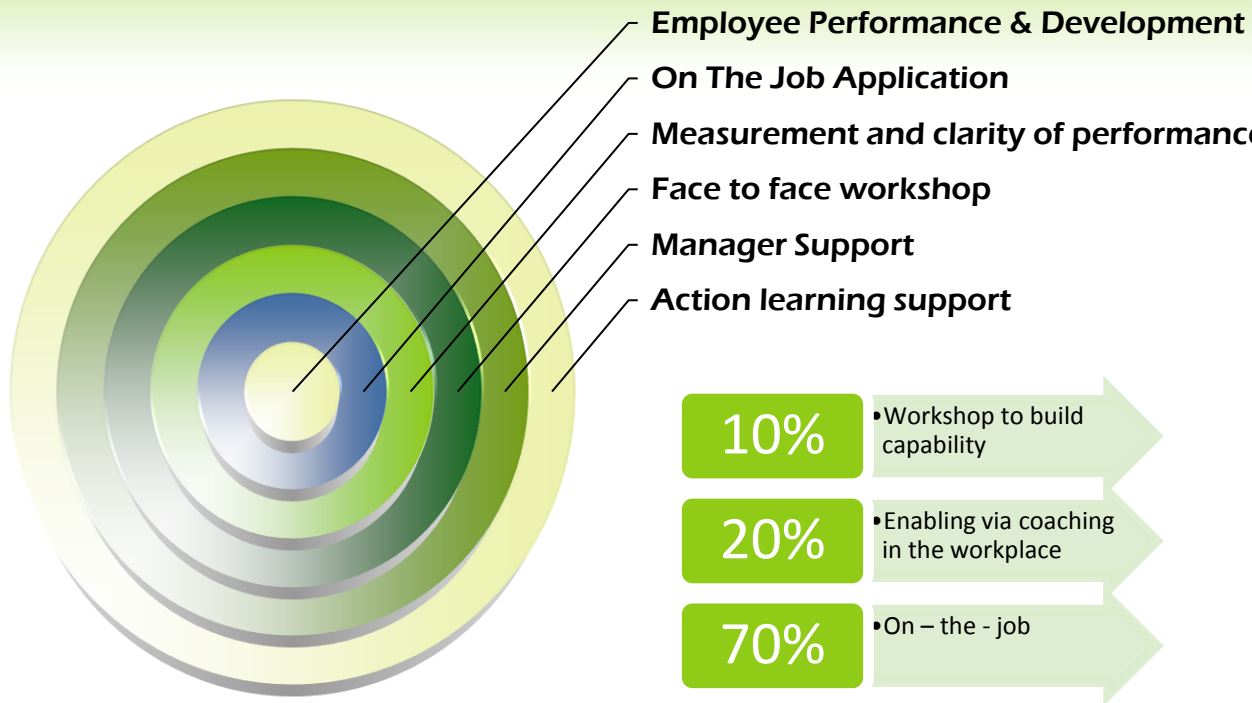 Employee Performance & Development
On The Job Application
Measurement and clarity of performance
Face to face workshop
Manager Support
Action learning support
10%
•Workshop to build
capability
20%
•Enabling via coaching
in the workplace
70%
•On – the - job